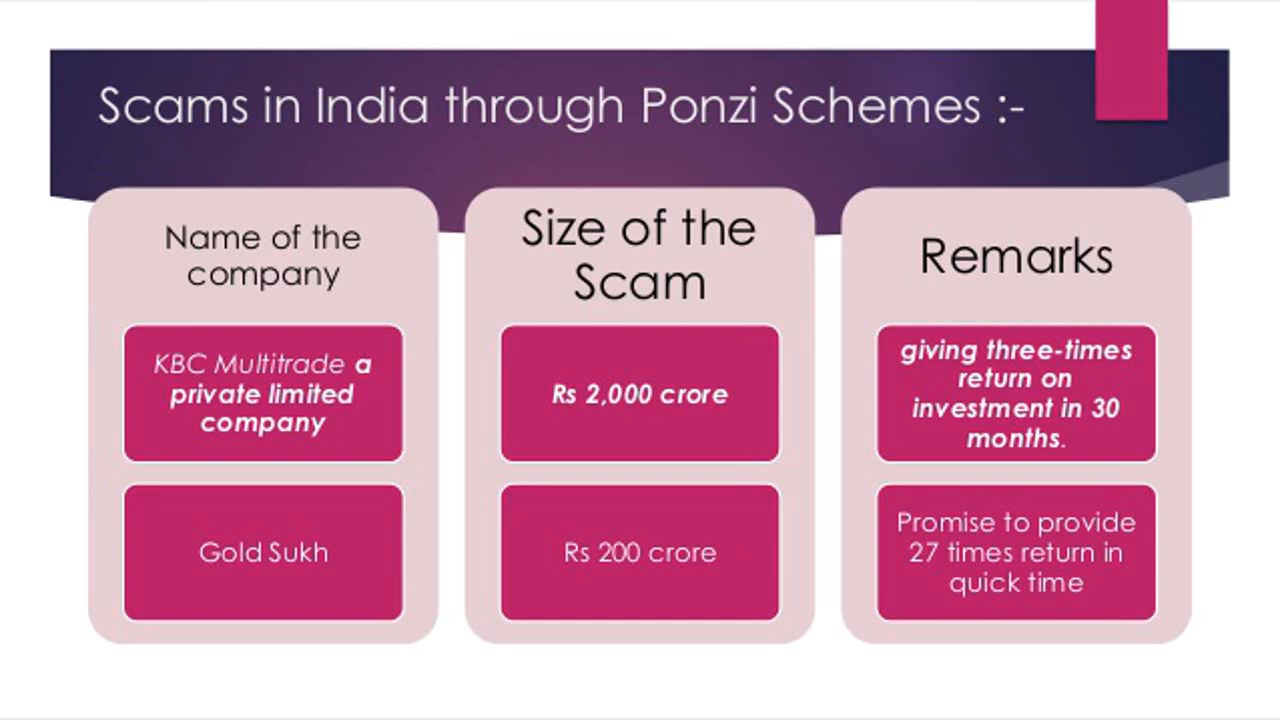 Scams in India through Ponzi Schemes :-
Name of the
company
KBC Multitrade a
private limited
company
Gold Sukh
Size of the
Scam
Rs 2,000 crore
Rs 200 crore
Remarks
giving three-times
return on
investment in 30
months.
Promise to provide
27 times return in
quick time